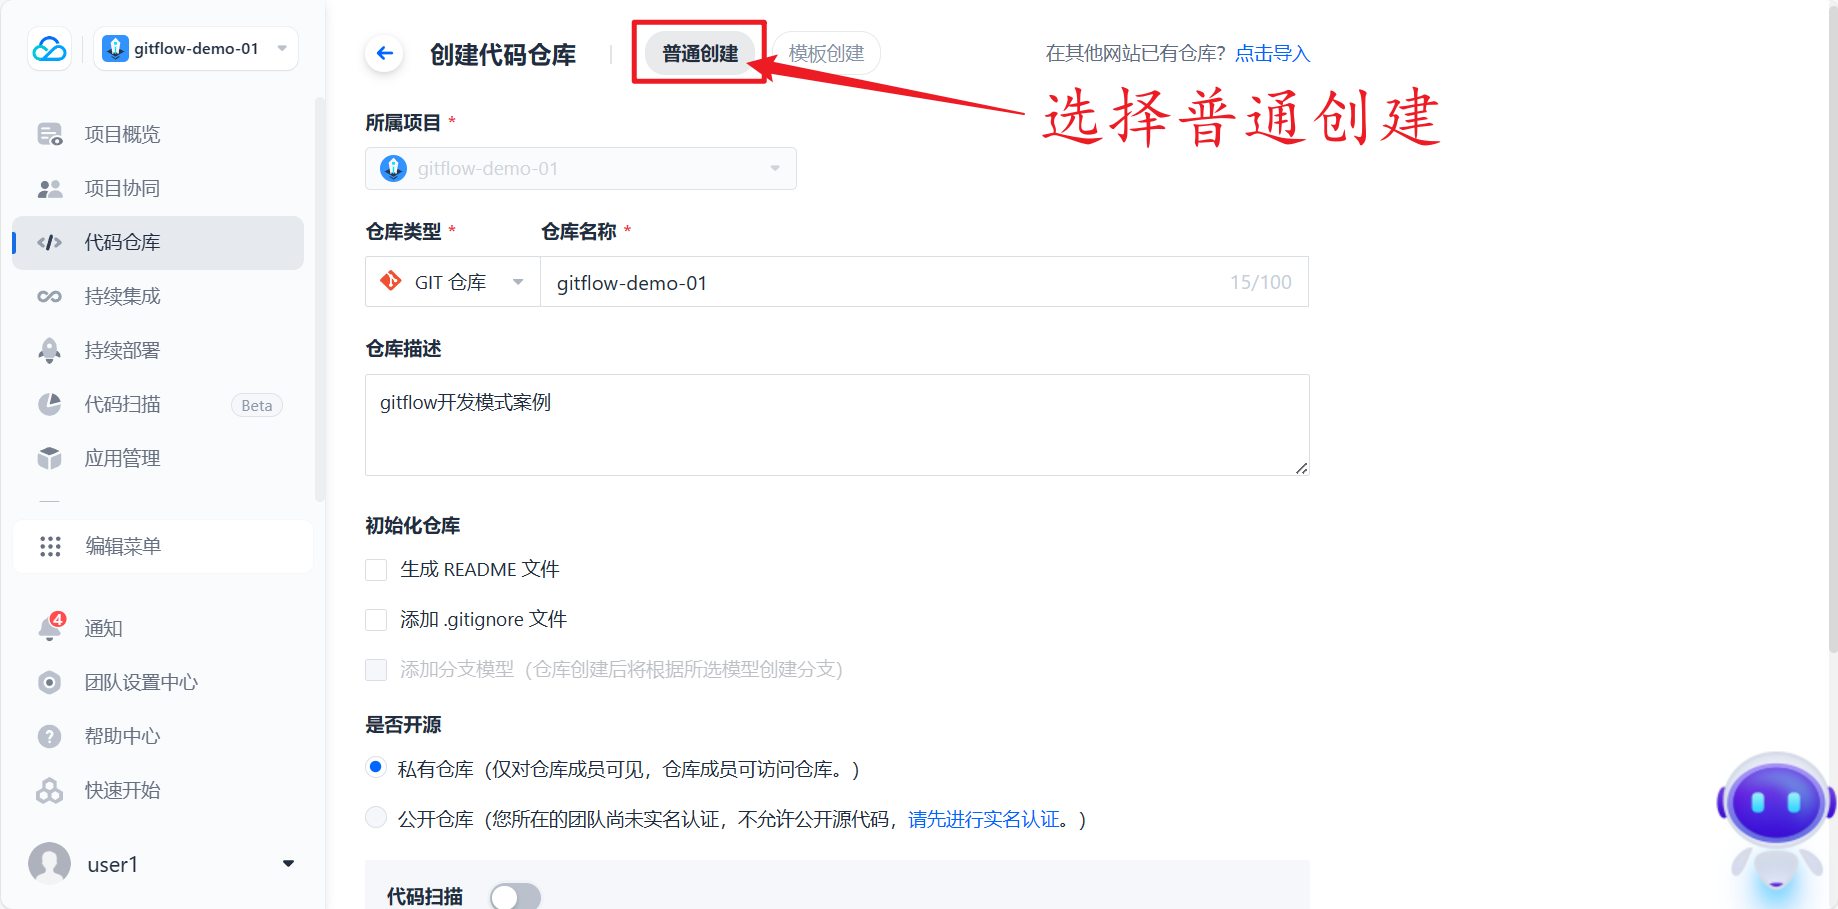 gitflow-demo-01
项目概览
项目协同
代码仓库
持续集成
持续部署
代码扫描 Beta
应用管理
编辑菜单
4
通知
团队设置中心
帮助中心
快速开始
user1
创建代码仓库 普通创建 模板创建 在其他网站已有仓库？点击导入
选择普通创建
所属项目 *
gitflow-demo-01
仓库类型 * 仓库名称 *
GIT 仓库 gitflow-demo-01 15/100
仓库描述
gitflow开发模式案例
初始化仓库
生成 README 文件
添加 .gitignore 文件
添加分支模型（仓库创建后将根据所选模型创建分支）
是否开源
私有仓库（仅对仓库成员可见，仓库成员可访问仓库。）
公开仓库（您所在的团队尚未实名认证，不允许公开源代码，请先进行实名认证。）
代码扫描